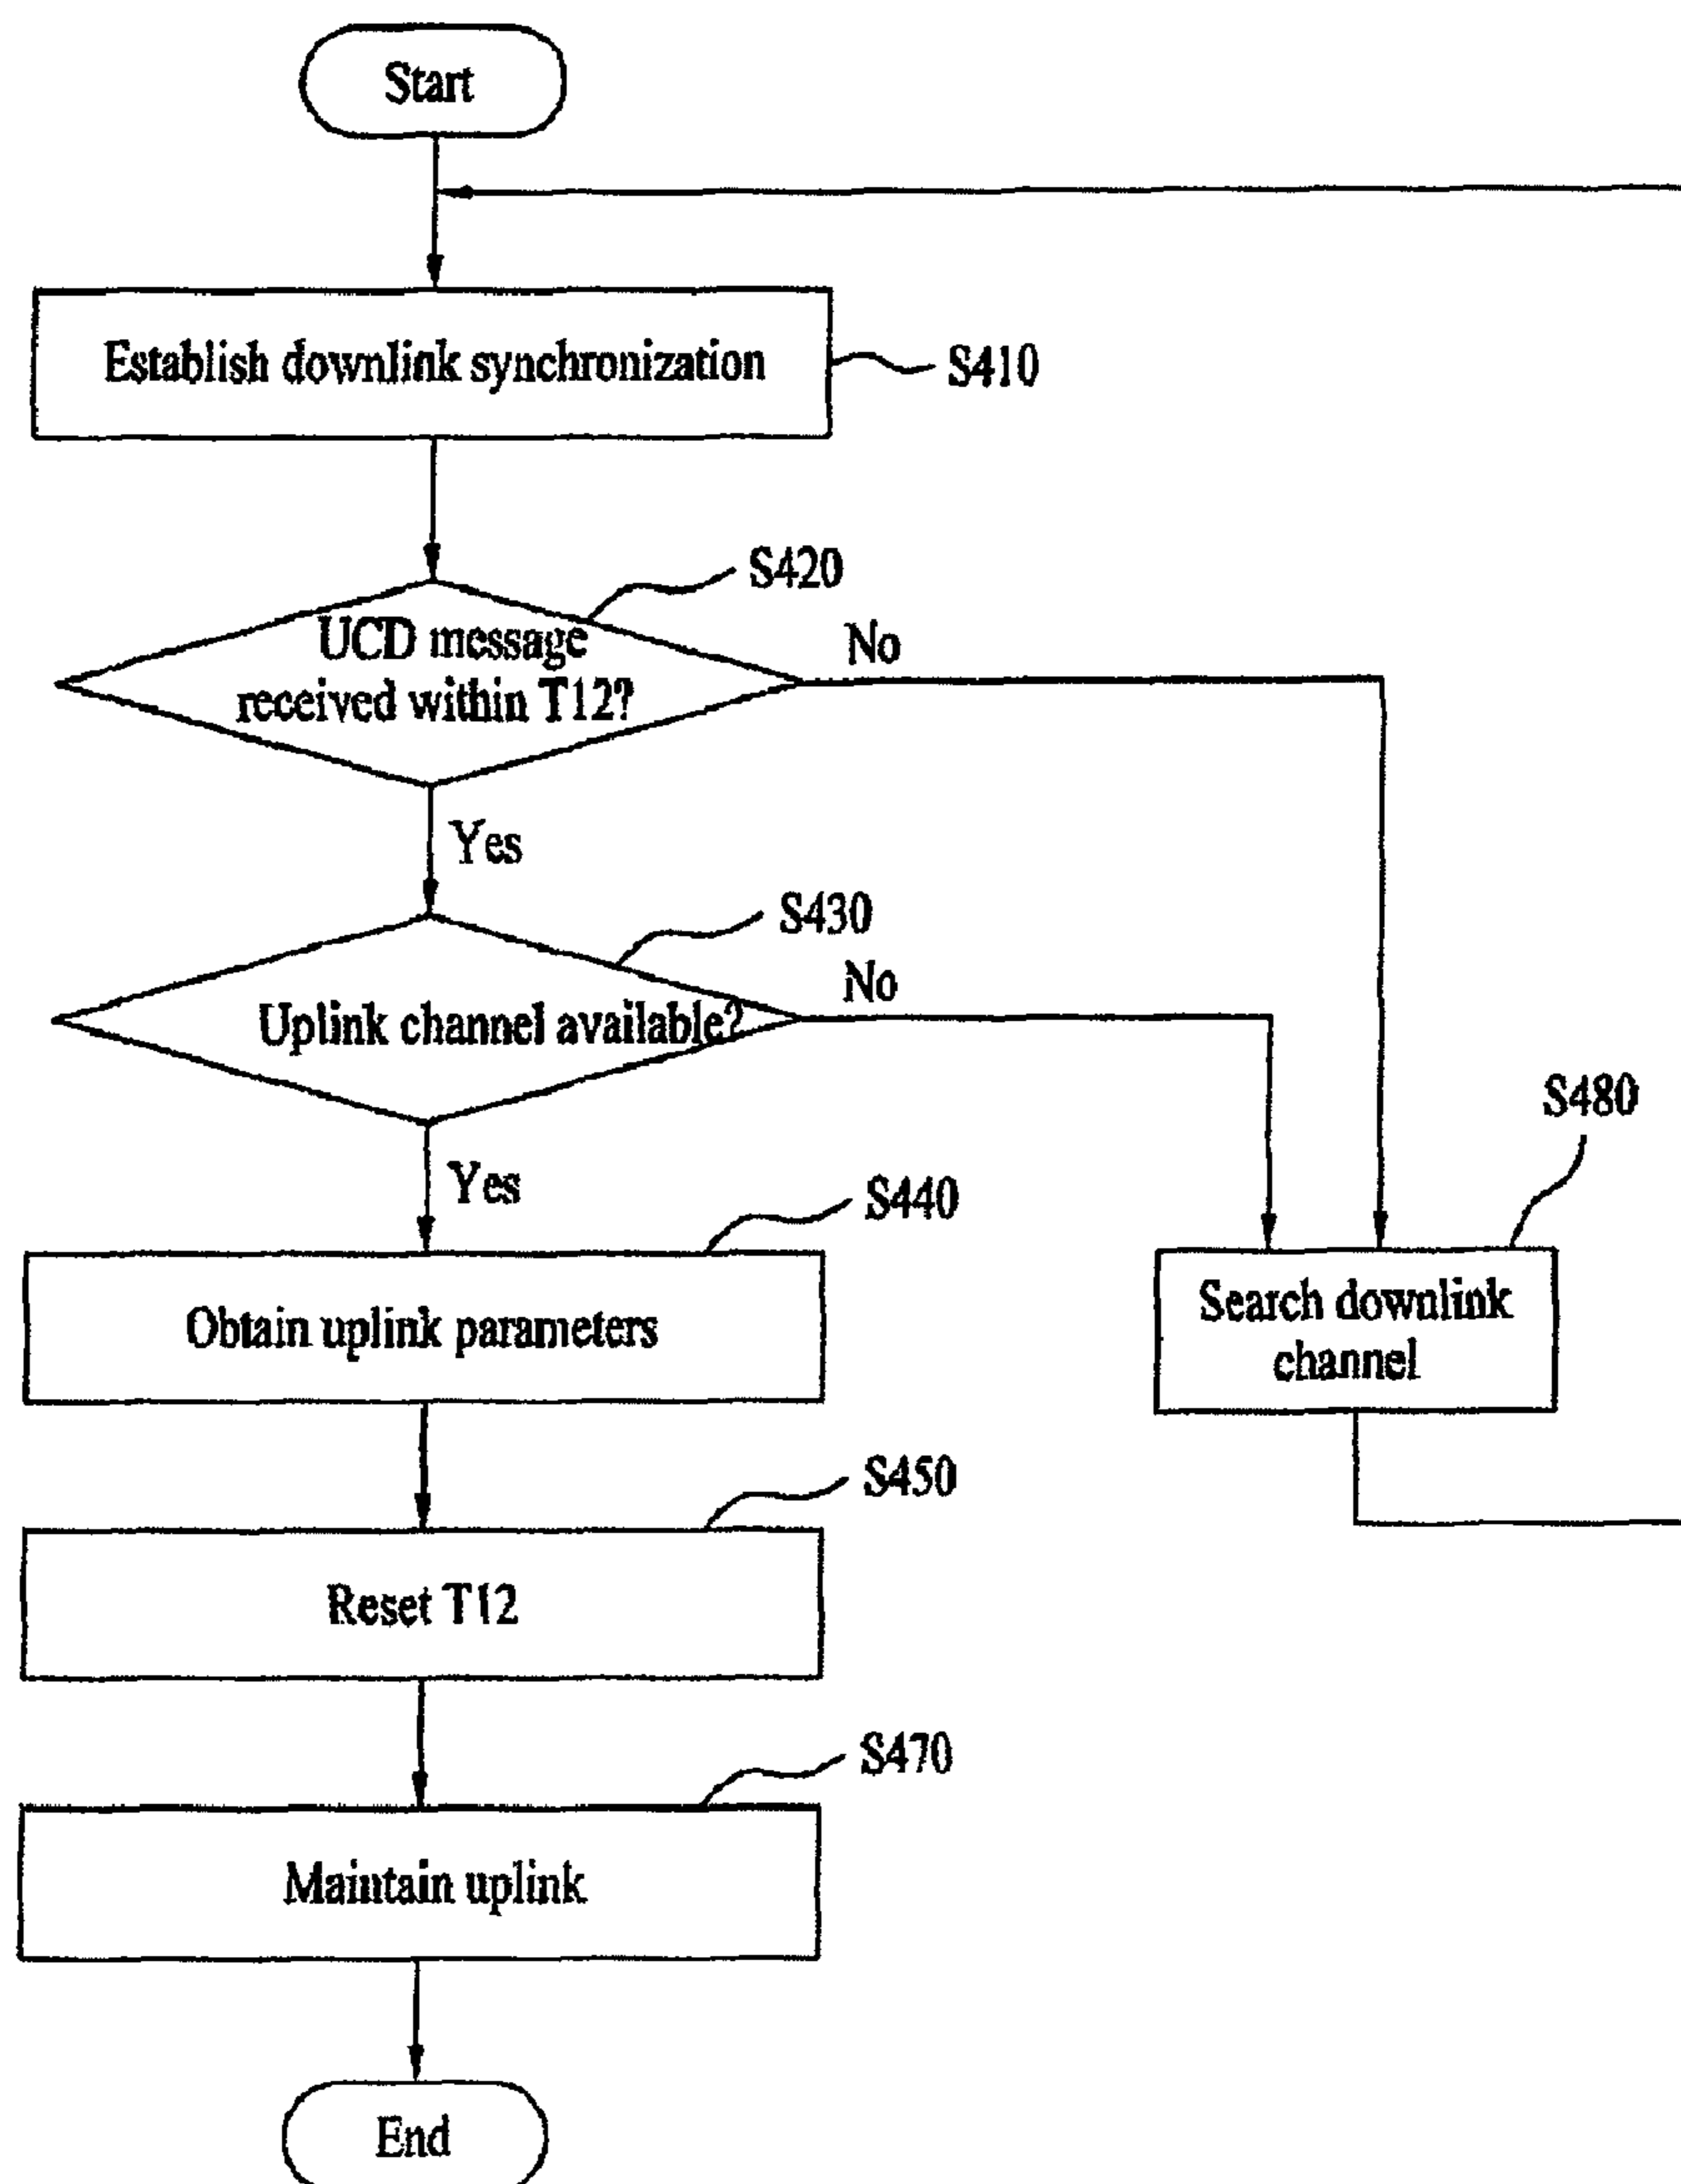 Start
Establish downlink synchronization
S410
S420
UCD message
received within T12?
No
Yes
S430
Uplink channel available?
No
Yes
S440
Obtain uplink parameters
S480
Search downlink
channel
S450
Reset T12
S470
Maintain uplink
End